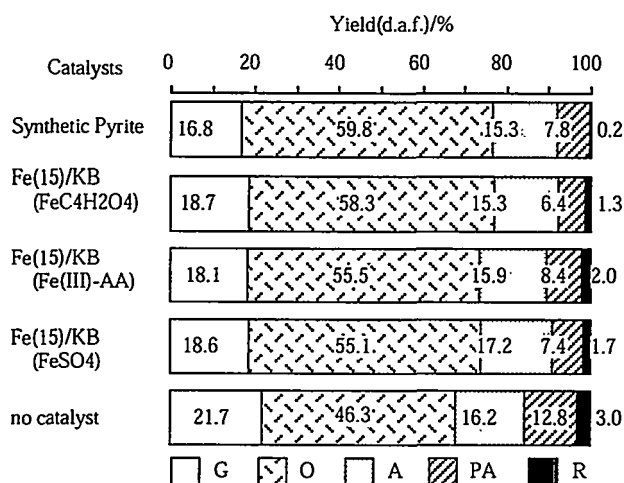 Yield(d.a.f.)/%
Catalysts 0 20 40 60 80 100
Synthetic Pyrite 16.8 59.8 15.3 7.8 0.2
Fe(15)/KB
(FeC4H2O4) 18.7 58.3 15.3 6.4 1.3
Fe(15)/KB
(Fe(III)-AA) 18.1 55.5 15.9 8.4 2.0
Fe(15)/KB
(FeSO4) 18.6 55.1 17.2 7.4 1.7
no catalyst 21.7 46.3 16.2 12.8 3.0
G O A PA R